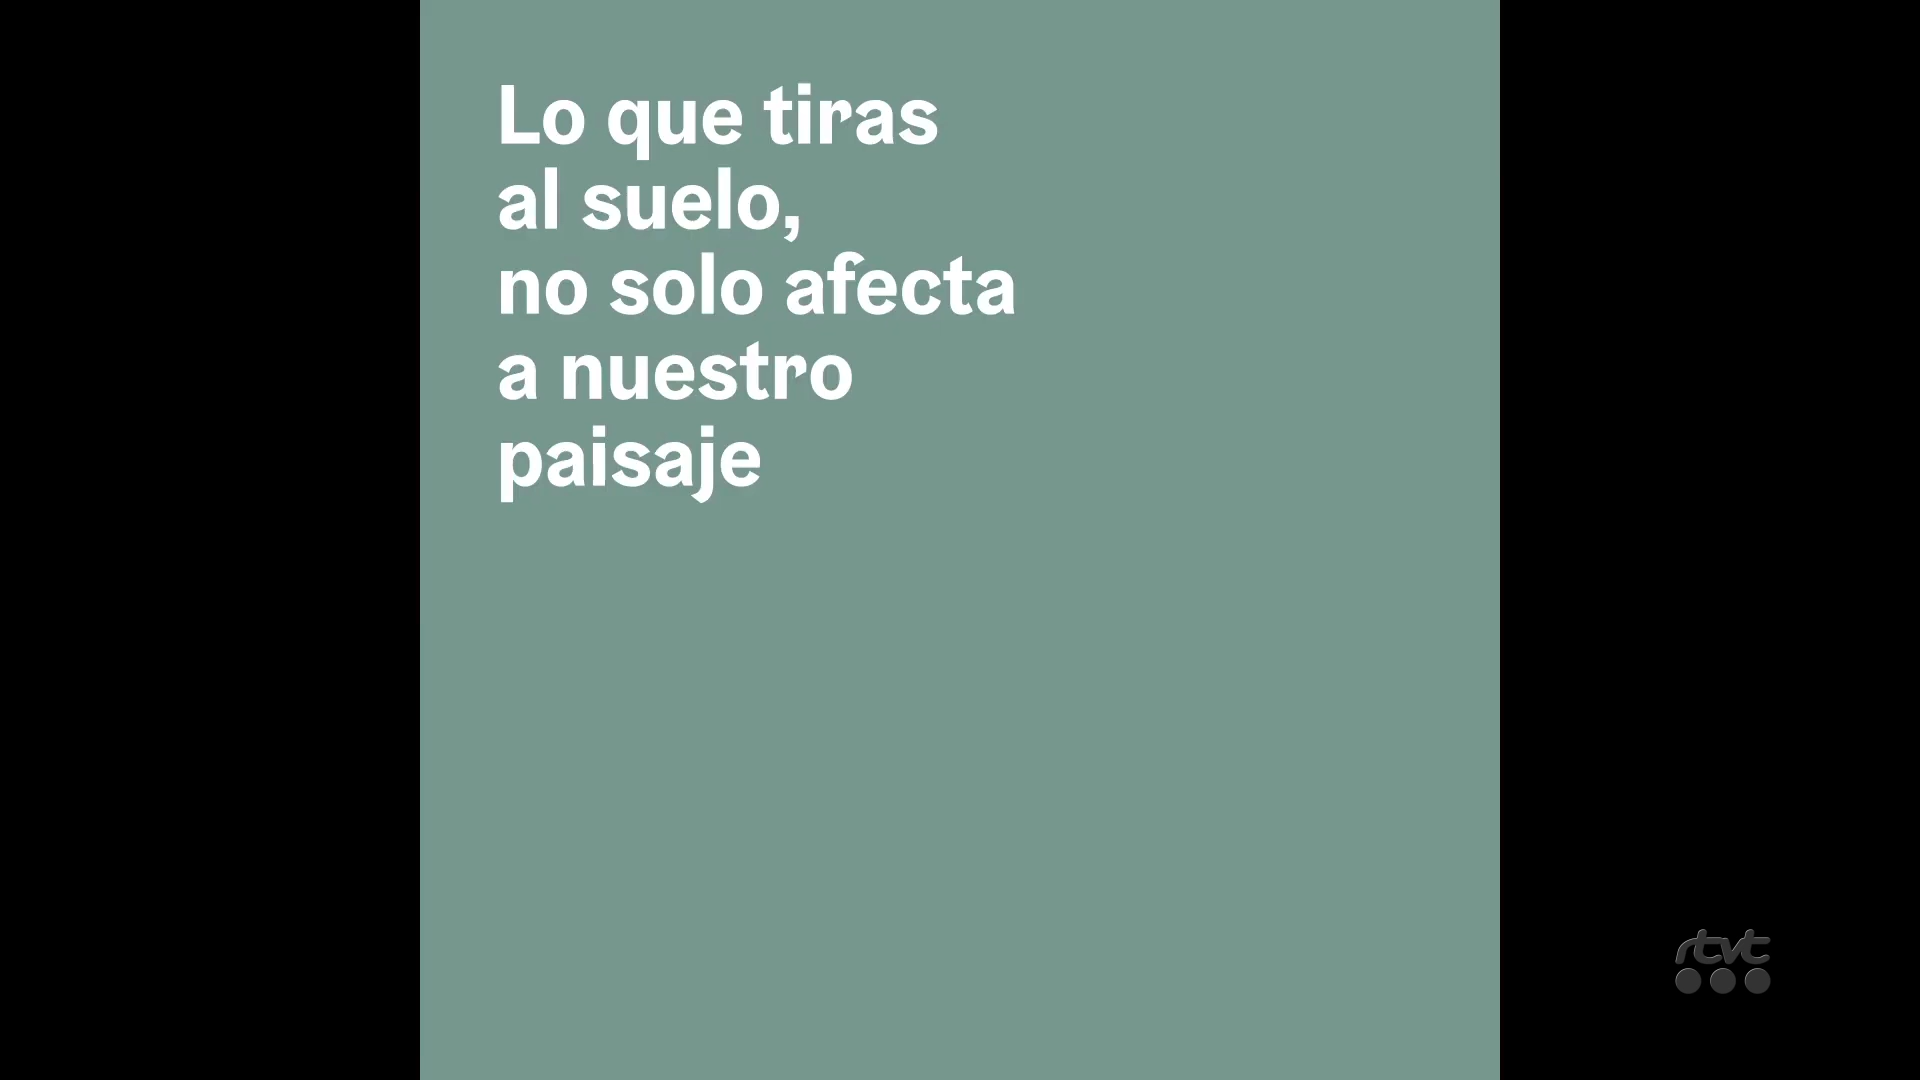 Lo que tiras
al suelo,
no solo afecta
a nuestro
paisaje
rtvt